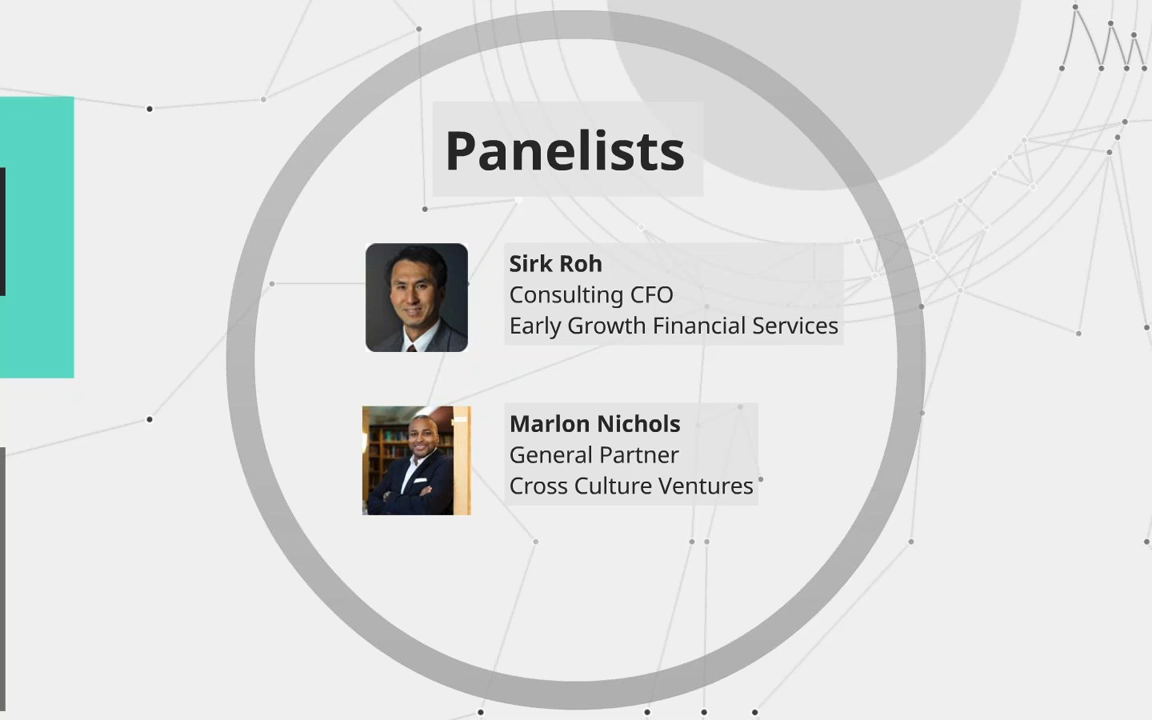 Panelists
Sirk Roh
Consulting CFO
Early Growth Financial Services
Marlon Nichols
General Partner
Cross Culture Ventures